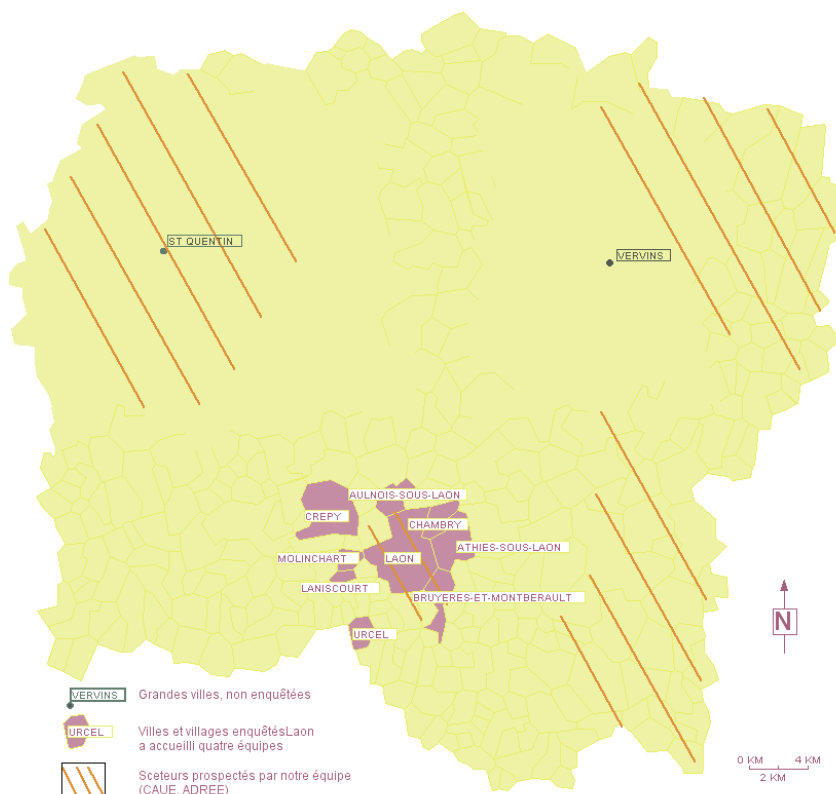 ST QUENTIN
VERVINS
AULNOIS-SOUS-LAON
CREPY
CHAMBRY
ATHIES-SOUS-LAON
MOLINCHART
LAON
LANISCOURT
BRUYERES-ET-MONTBERAULT
URCEL
N
VERVINS
Grandes villes, non enquêtées
URCEL
Villes et villages enquêtésLaon
a accueilli quatre équipes
Sceteurs prospectés par notre équipe
(CAUE, ADREE)
0 KM 4 KM
2 KM